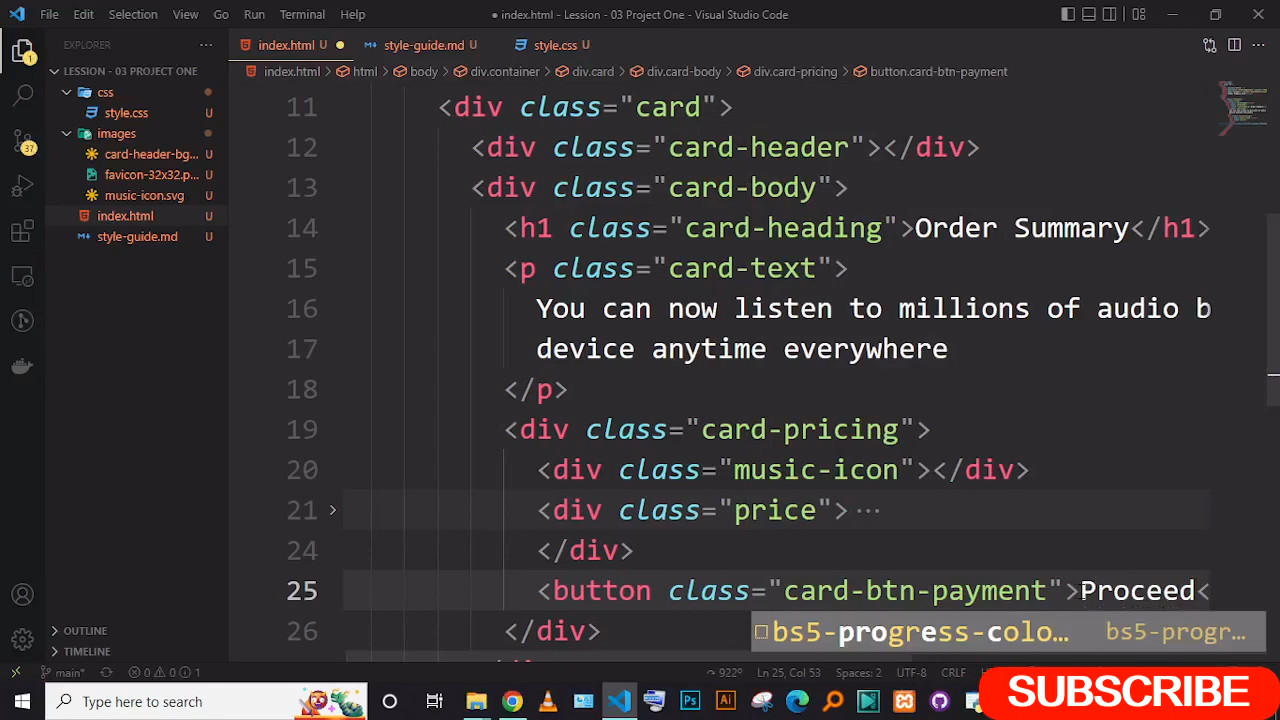 File Edit Selection View Go Run Terminal Help
● index.html - Lession - 03 Project One - Visual Studio Code
EXPLORER ···
index.html U ● style-guide.md U style.css U
LESSION - 03 PROJECT ONE
index.html > html > body > div.container > div.card > div.card-body > div.card-pricing > button.card-btn-payment
css
style.css U
images
card-header-bg... U
favicon-32x32.p... U
music-icon.svg U
index.html U
style-guide.md U
1
37
11 <div class="card">
12 <div class="card-header"></div>
13 <div class="card-body">
14 <h1 class="card-heading">Order Summary</h1>
15 <p class="card-text">
16 You can now listen to millions of audio b
17 device anytime everywhere
18 </p>
19 <div class="card-pricing">
20 <div class="music-icon"></div>
21 <div class="price">···
24 </div>
25 <button class="card-btn-payment">Proceed<
26 </div>
bs5-progress-colo... bs5-progr...
OUTLINE
TIMELINE
main* 0 0 1 922° Ln 25, Col 53 Spaces: 2 UTF-8 CRLF
Type here to search
Ps Ai
SUBSCRIBE